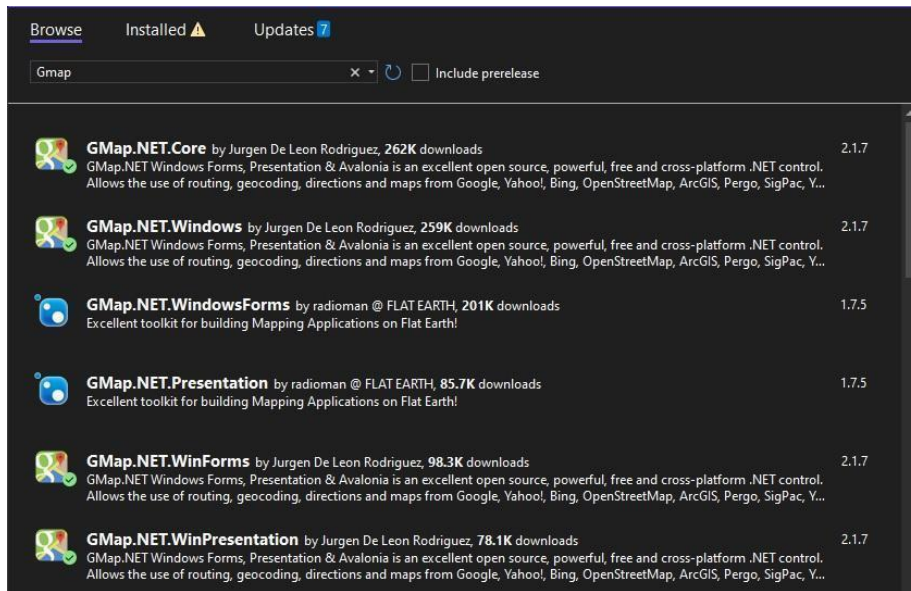 Browse Installed Updates 7
Gmap Include prerelease
GMap.NET.Core by Jurgen De Leon Rodriguez, 262K downloads 2.1.7
GMap.NET Windows Forms, Presentation & Avalonia is an excellent open source, powerful, free and cross-platform .NET control.
Allows the use of routing, geocoding, directions and maps from Google, Yahoo!, Bing, OpenStreetMap, ArcGIS, Pergo, SigPac, Y...
GMap.NET.Windows by Jurgen De Leon Rodriguez, 259K downloads 2.1.7
GMap.NET Windows Forms, Presentation & Avalonia is an excellent open source, powerful, free and cross-platform .NET control.
Allows the use of routing, geocoding, directions and maps from Google, Yahoo!, Bing, OpenStreetMap, ArcGIS, Pergo, SigPac, Y...
GMap.NET.WindowsForms by radioman @ FLAT EARTH, 201K downloads 1.7.5
Excellent toolkit for building Mapping Applications on Flat Earth!
GMap.NET.Presentation by radioman @ FLAT EARTH, 85.7K downloads 1.7.5
Excellent toolkit for building Mapping Applications on Flat Earth!
GMap.NET.WinForms by Jurgen De Leon Rodriguez, 98.3K downloads 2.1.7
GMap.NET Windows Forms, Presentation & Avalonia is an excellent open source, powerful, free and cross-platform .NET control.
Allows the use of routing, geocoding, directions and maps from Google, Yahoo!, Bing, OpenStreetMap, ArcGIS, Pergo, SigPac, Y...
GMap.NET.WinPresentation by Jurgen De Leon Rodriguez, 78.1K downloads 2.1.7
GMap.NET Windows Forms, Presentation & Avalonia is an excellent open source, powerful, free and cross-platform .NET control.
Allows the use of routing, geocoding, directions and maps from Google, Yahoo!, Bing, OpenStreetMap, ArcGIS, Pergo, SigPac, Y...